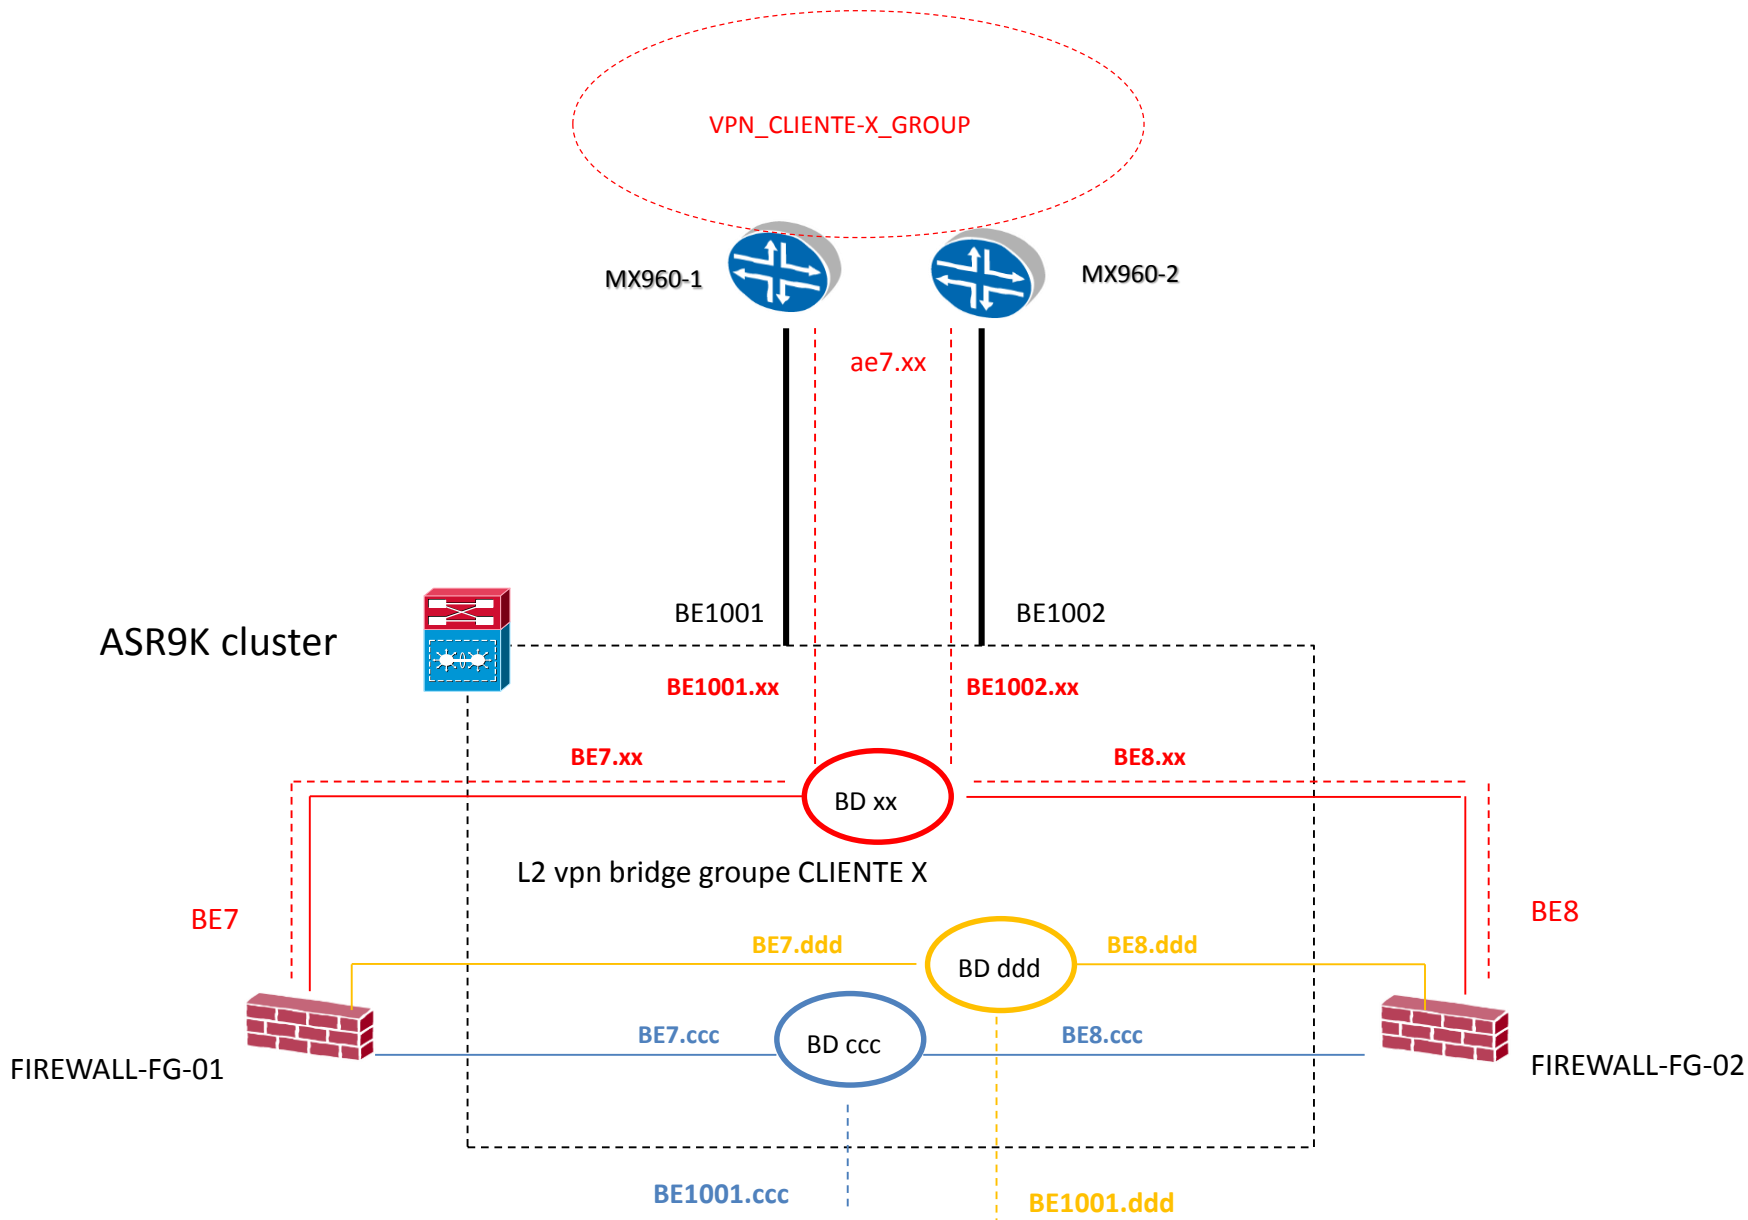 VPN_CLIENTE-X_GROUP
MX960-1
MX960-2
ae7.xx
BE1001
BE1002
ASR9K cluster
BE1001.xx
BE1002.xx
BE7.xx
BE8.xx
BD xx
L2 vpn bridge groupe CLIENTE X
BE7
BE8
BE7.ddd
BE8.ddd
BD ddd
BE7.ccc
BE8.ccc
BD ccc
FIREWALL-FG-01
FIREWALL-FG-02
BE1001.ccc
BE1001.ddd